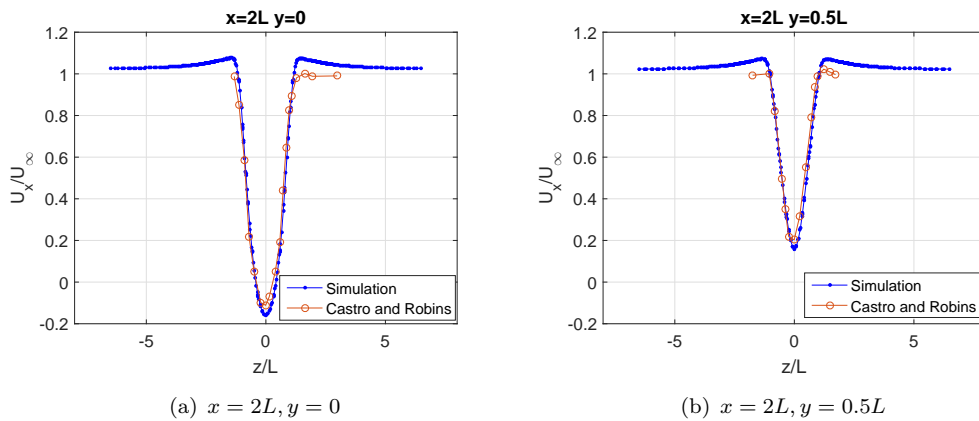 x=2L y=0
1.2
1
0.8
0.6
0.4
0.2
0
-0.2
U_x/U_∞
-5 0 5
z/L
Simulation
Castro and Robins
(a) x = 2L, y = 0
x=2L y=0.5L
1.2
1
0.8
0.6
0.4
0.2
0
-0.2
U_x/U_∞
-5 0 5
z/L
Simulation
Castro and Robins
(b) x = 2L, y = 0.5L